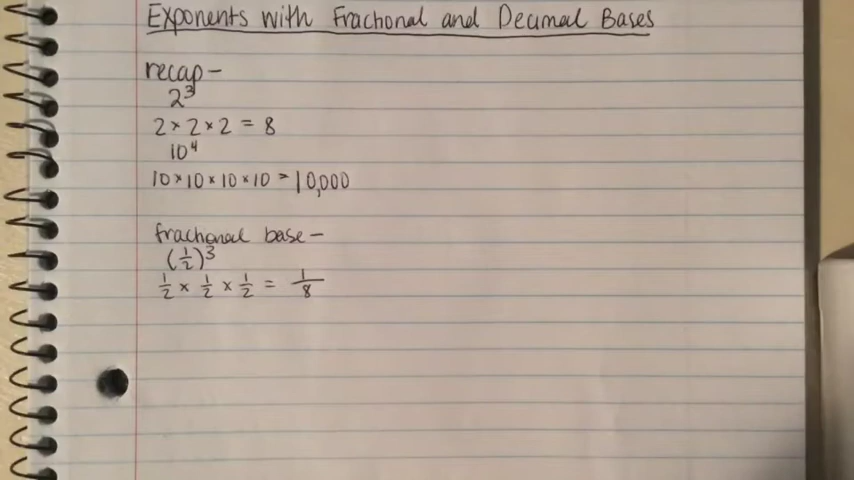 Exponents with Fractional and Decimal Bases
recap-
2³
2 × 2 × 2 = 8
10⁴
10 × 10 × 10 × 10 = 10,000
fractional base-
(1/2)³
1/2 × 1/2 × 1/2 = 1/8